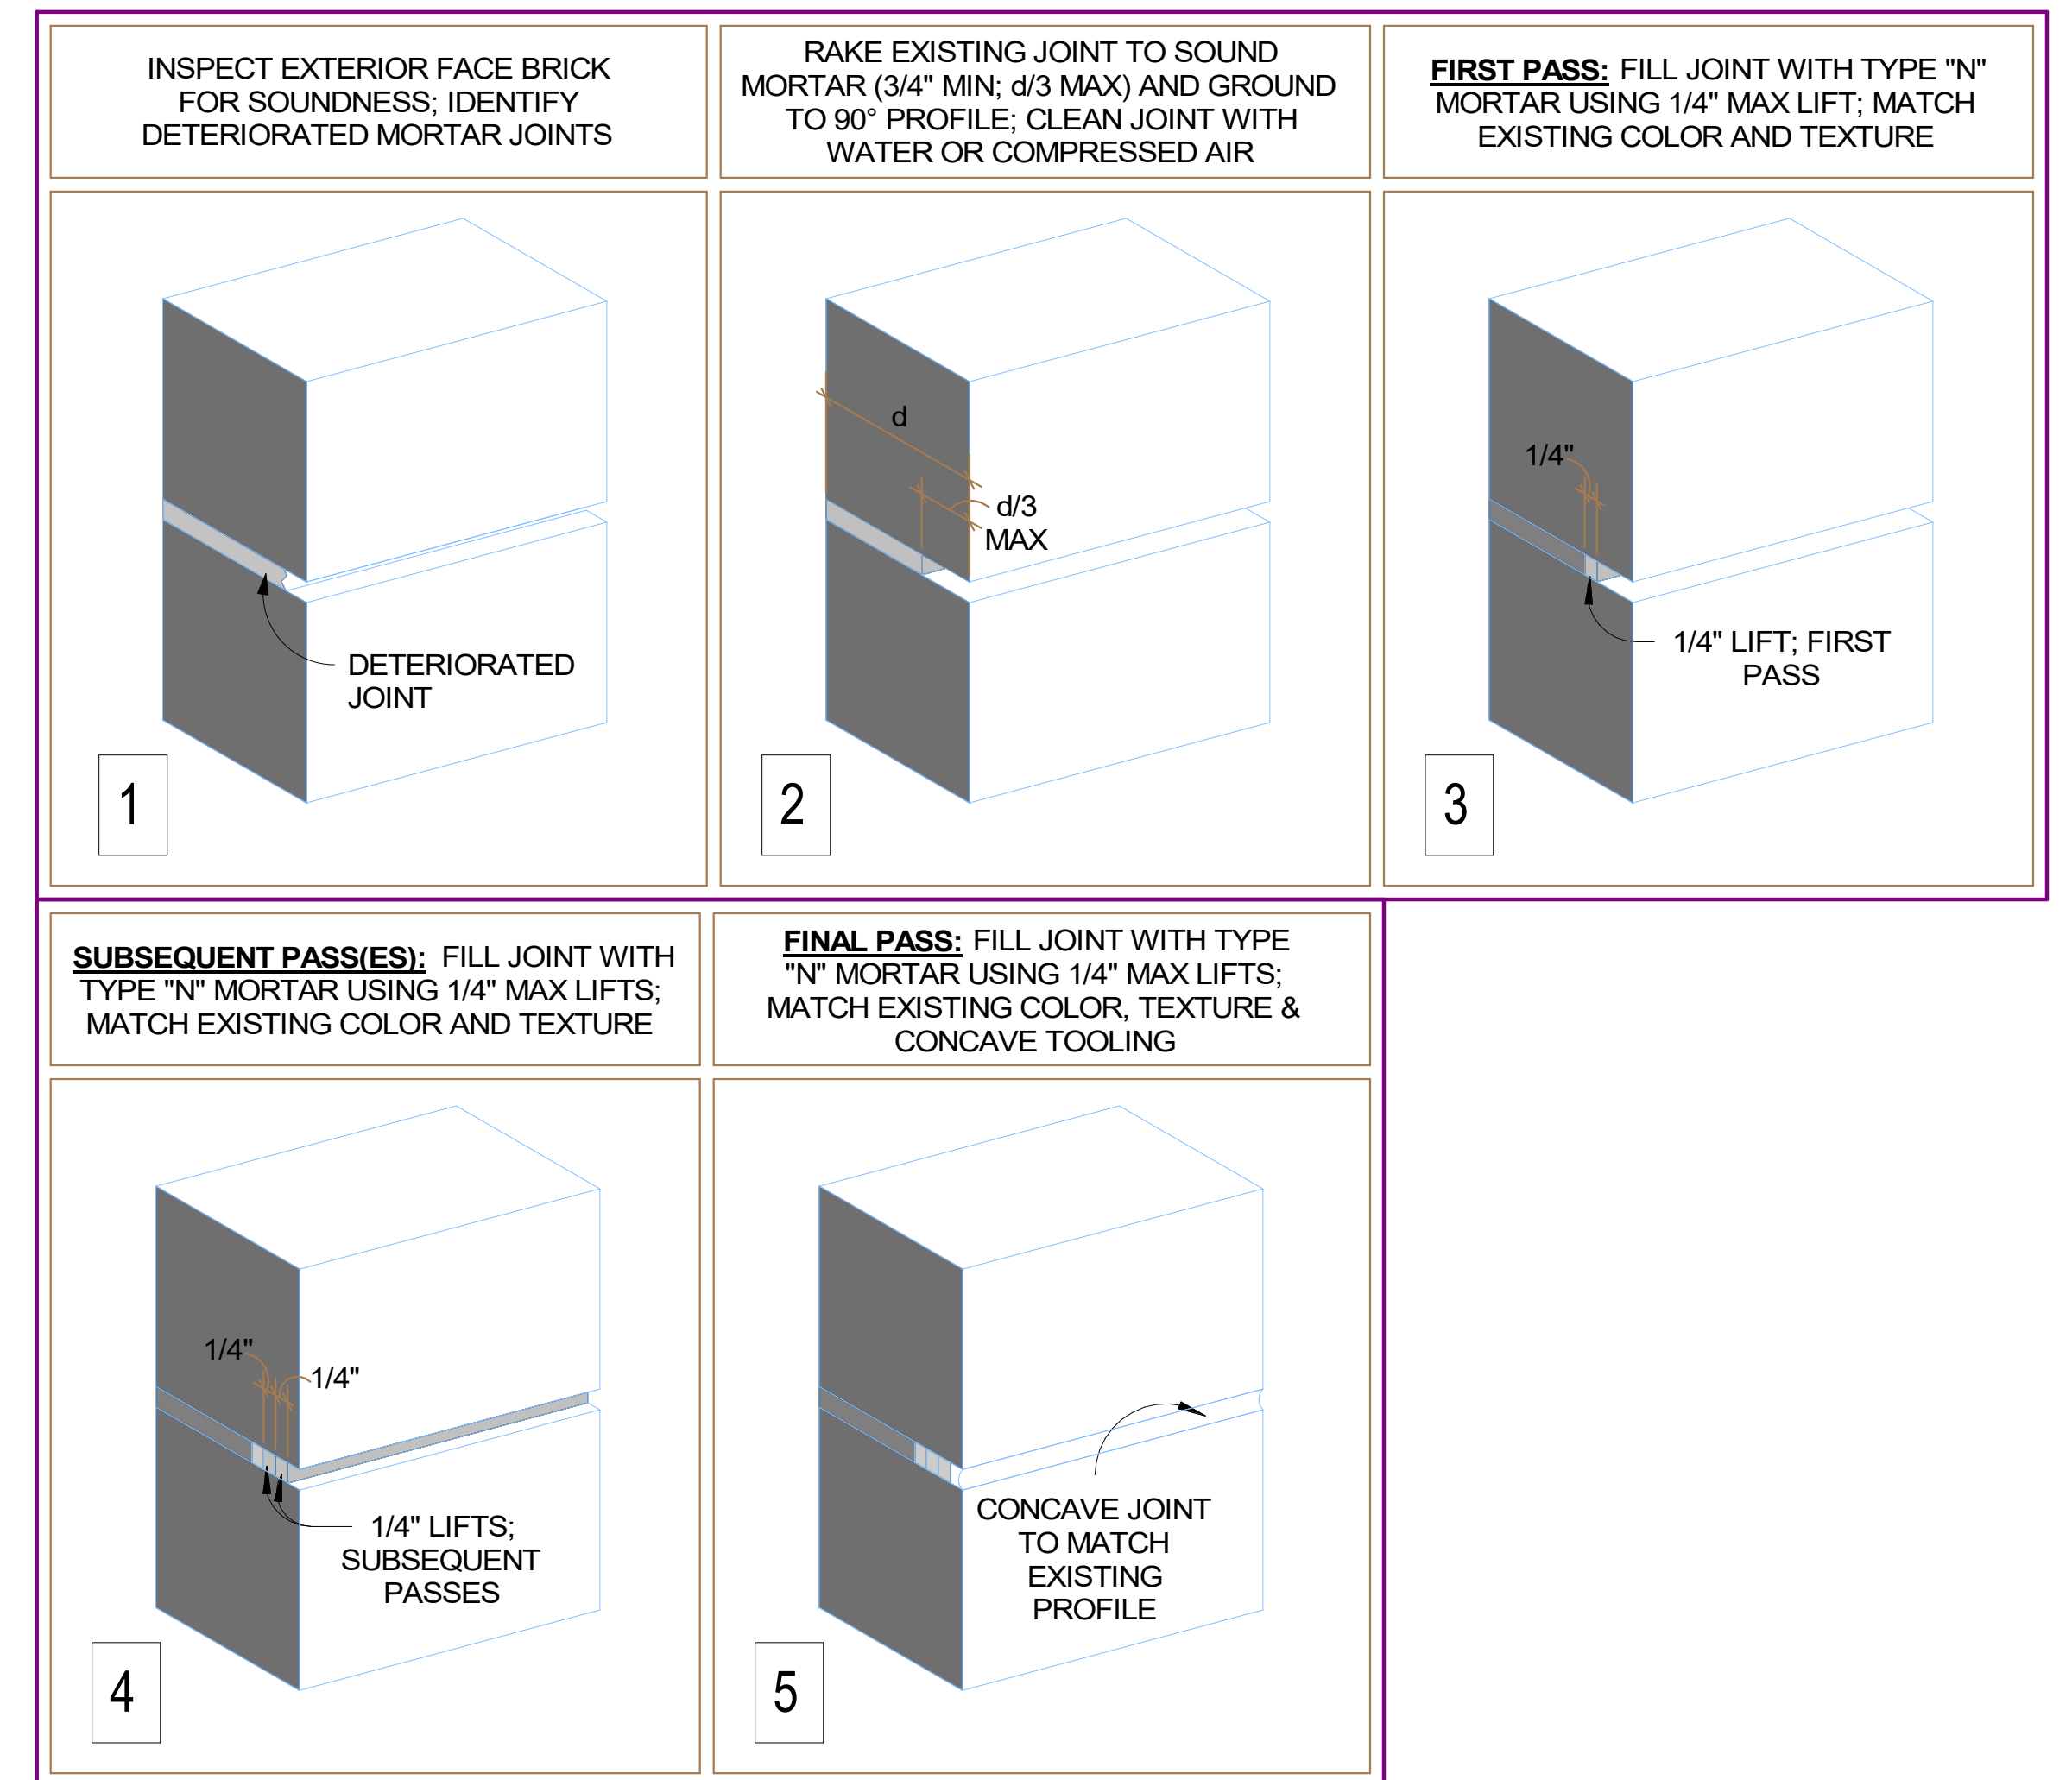 INSPECT EXTERIOR FACE BRICK
FOR SOUNDNESS; IDENTIFY
DETERIORATED MORTAR JOINTS
RAKE EXISTING JOINT TO SOUND
MORTAR (3/4" MIN; d/3 MAX) AND GROUND
TO 90° PROFILE; CLEAN JOINT WITH
WATER OR COMPRESSED AIR
FIRST PASS: FILL JOINT WITH TYPE "N"
MORTAR USING 1/4" MAX LIFT; MATCH
EXISTING COLOR AND TEXTURE
DETERIORATED
JOINT
1
d
d/3
MAX
2
1/4"
1/4" LIFT; FIRST
PASS
3
SUBSEQUENT PASS(ES): FILL JOINT WITH
TYPE "N" MORTAR USING 1/4" MAX LIFTS;
MATCH EXISTING COLOR AND TEXTURE
FINAL PASS: FILL JOINT WITH TYPE
"N" MORTAR USING 1/4" MAX LIFTS;
MATCH EXISTING COLOR, TEXTURE &
CONCAVE TOOLING
1/4"
1/4"
1/4" LIFTS;
SUBSEQUENT
PASSES
4
CONCAVE JOINT
TO MATCH
EXISTING
PROFILE
5